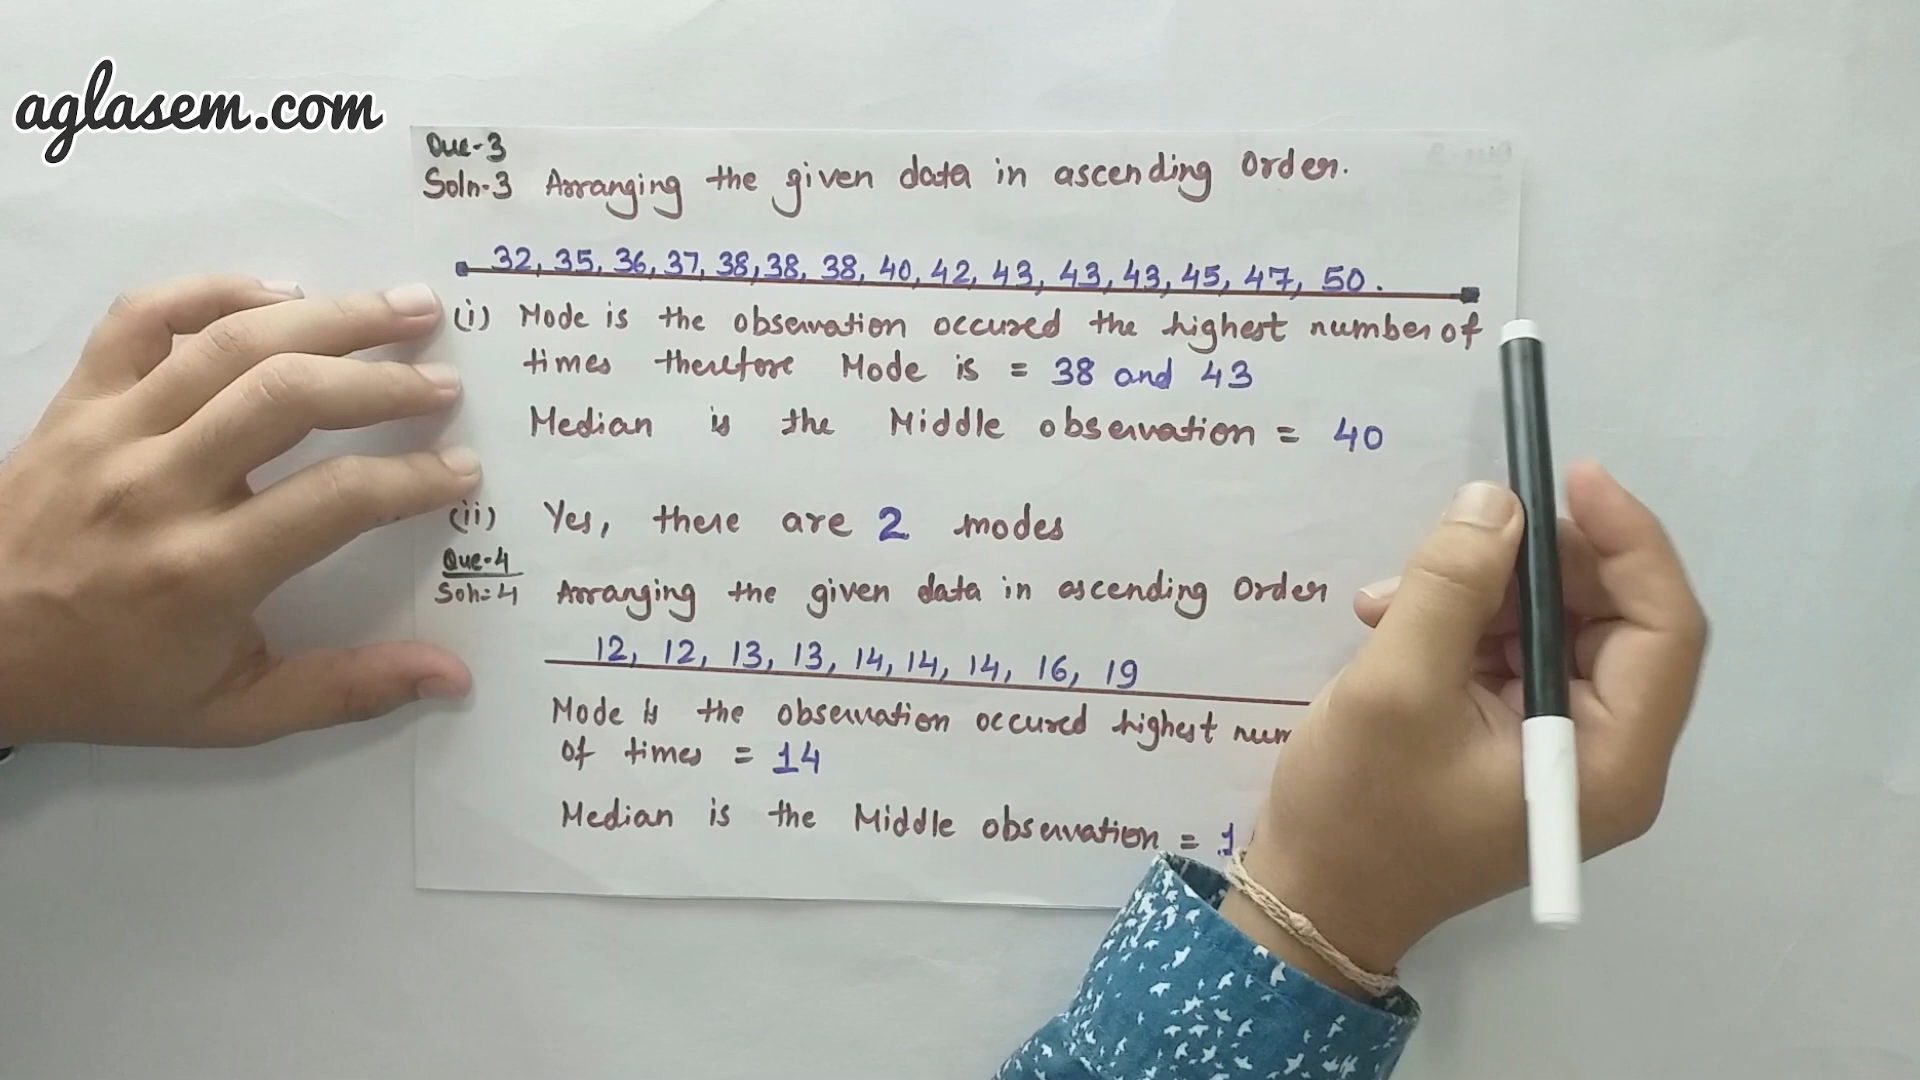 aglasem.com
Que-3
Soln-3 Arranging the given data in ascending Order.
32, 35, 36, 37, 38, 38, 38, 40, 42, 43, 43, 43, 45, 47, 50.
(i) Mode is the observation occured the highest number of
times therefore Mode is = 38 and 43
Median is the Middle observation = 40
(ii) Yes, there are 2 modes
Que-4
Soln-4 Arranging the given data in ascending Order
12, 12, 13, 13, 14, 14, 14, 16, 19
Mode is the observation occured highest
of times = 14
Median is the Middle observation =